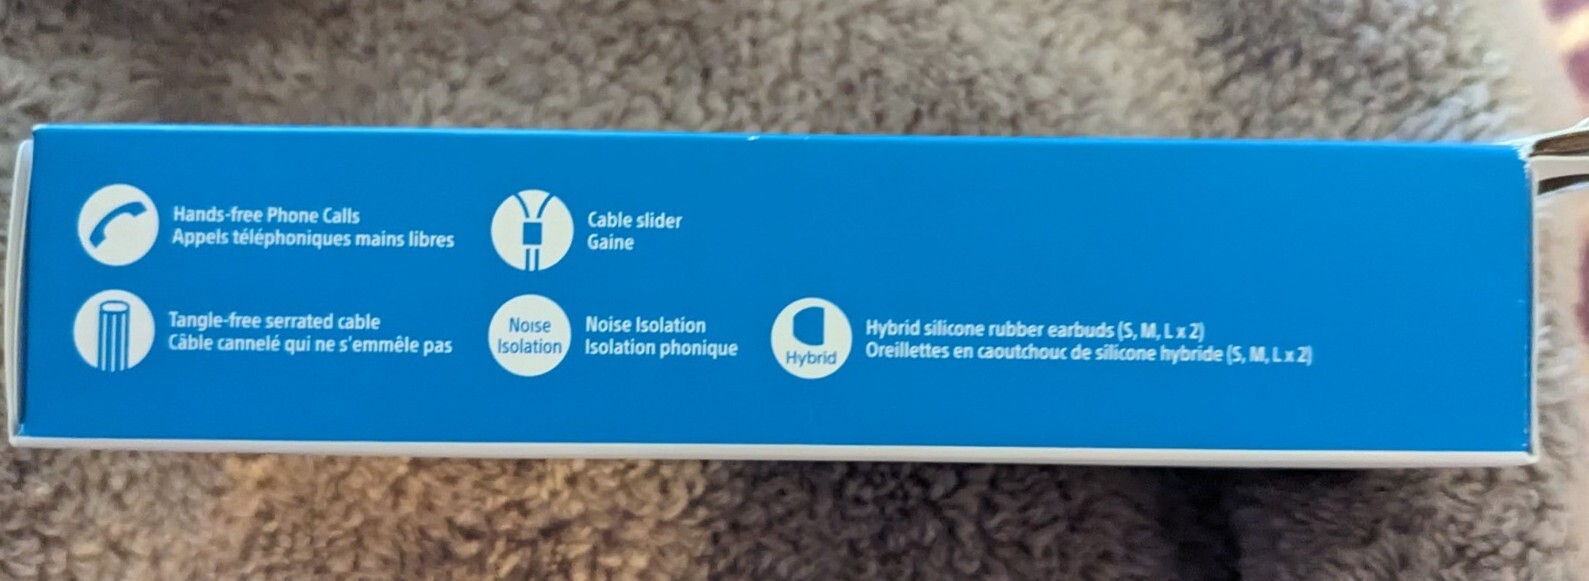 Hands-free Phone Calls
Appels téléphoniques mains libres
Cable slider
Gaine
Tangle-free serrated cable
Câble cannelé qui ne s'emmêle pas
Noise
Isolation
Noise Isolation
Isolation phonique
Hybrid
Hybrid silicone rubber earbuds (S, M, L x 2)
Oreillettes en caoutchouc de silicone hybride (S, M, L x 2)